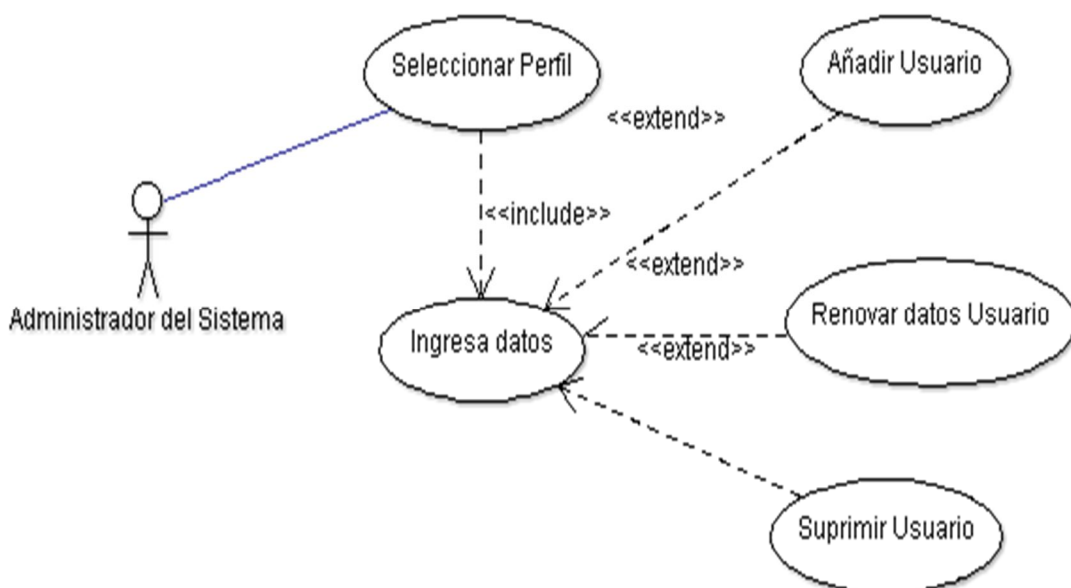 Seleccionar Perfil
Añadir Usuario
<<extend>>
<<include>>
<<extend>>
Administrador del Sistema
Ingresa datos
Renovar datos Usuario
<<extend>>
Suprimir Usuario